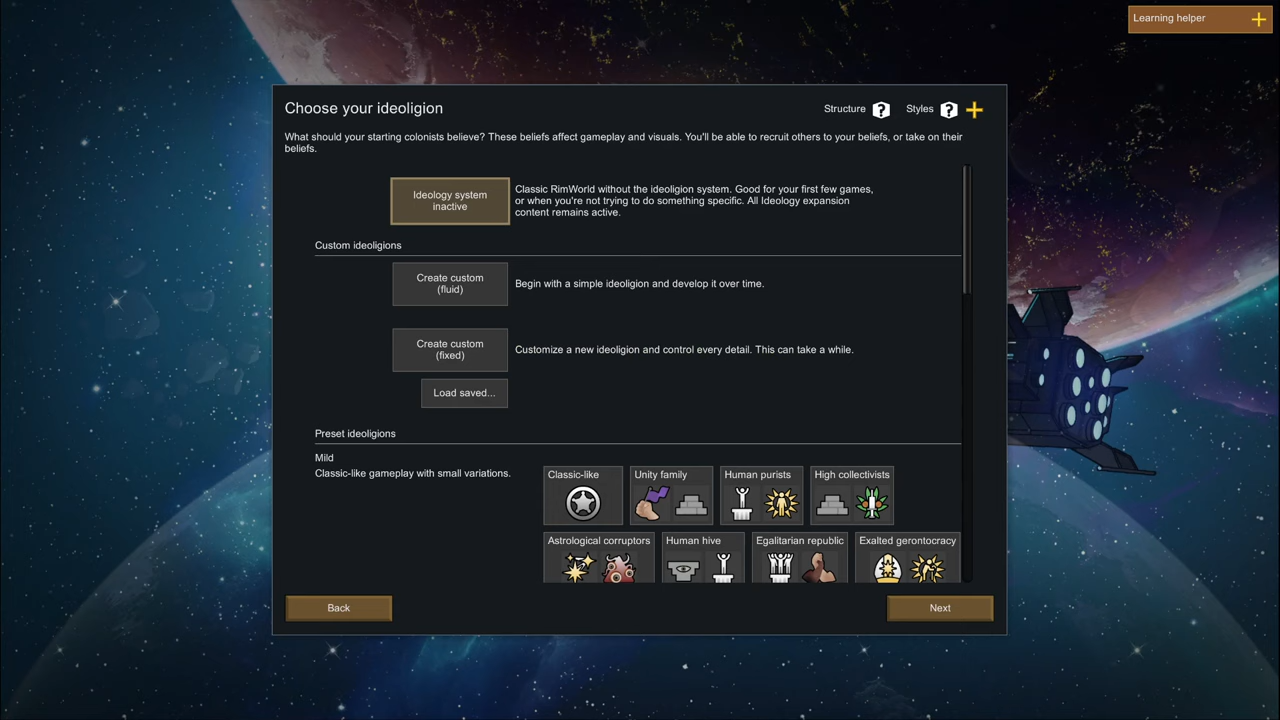 Learning helper
Choose your ideoligion
Structure
Styles
What should your starting colonists believe? These beliefs affect gameplay and visuals. You'll be able to recruit others to your beliefs, or take on their
beliefs.
Ideology system
inactive
Classic RimWorld without the ideoligion system. Good for your first few games,
or when you're not trying to do something specific. All Ideology expansion
content remains active.
Custom ideoligions
Create custom
(fluid)
Begin with a simple ideoligion and develop it over time.
Create custom
(fixed)
Customize a new ideoligion and control every detail. This can take a while.
Load saved...
Preset ideoligions
Mild
Classic-like gameplay with small variations.
Classic-like
Unity family
Human purists
High collectivists
Astrological corruptors
Human hive
Egalitarian republic
Exalted gerontocracy
Back
Next